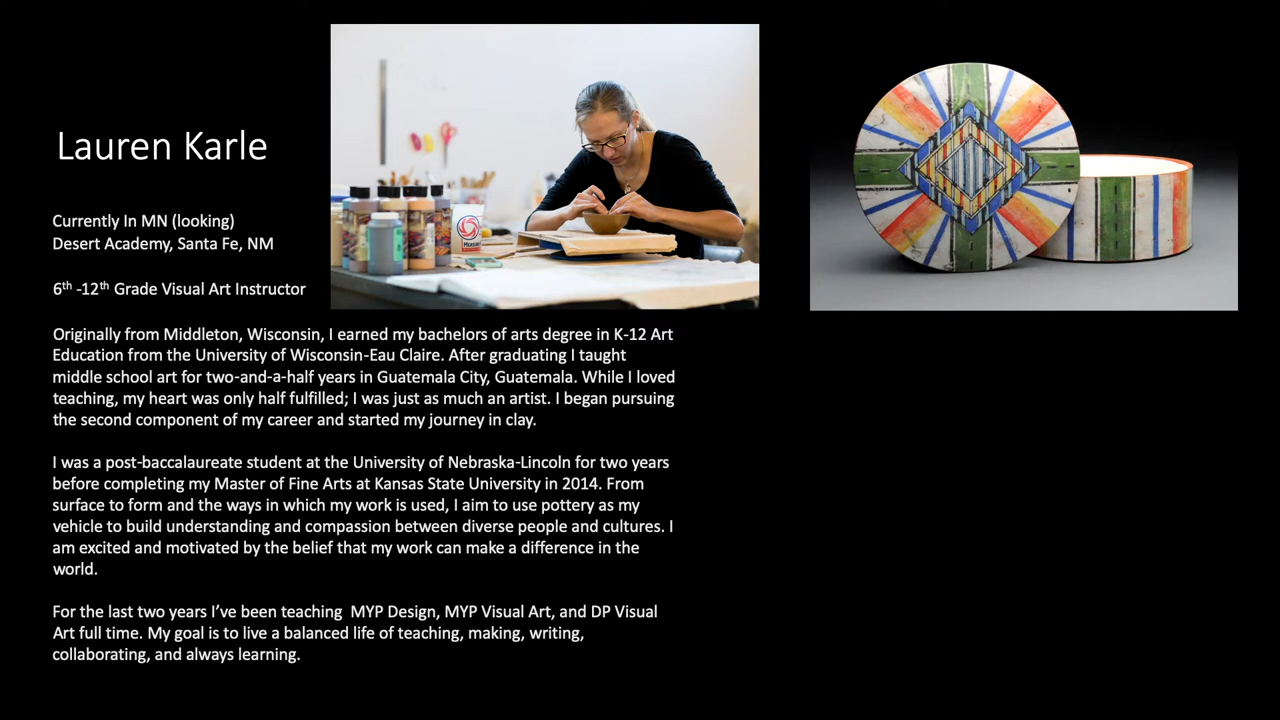 Lauren Karle
Currently In MN (looking)
Desert Academy, Santa Fe, NM
6th -12th Grade Visual Art Instructor
Originally from Middleton, Wisconsin, I earned my bachelors of arts degree in K-12 Art
Education from the University of Wisconsin-Eau Claire. After graduating I taught
middle school art for two-and-a-half years in Guatemala City, Guatemala. While I loved
teaching, my heart was only half fulfilled; I was just as much an artist. I began pursuing
the second component of my career and started my journey in clay.
I was a post-baccalaureate student at the University of Nebraska-Lincoln for two years
before completing my Master of Fine Arts at Kansas State University in 2014. From
surface to form and the ways in which my work is used, I aim to use pottery as my
vehicle to build understanding and compassion between diverse people and cultures. I
am excited and motivated by the belief that my work can make a difference in the
world.
For the last two years I’ve been teaching  MYP Design, MYP Visual Art, and DP Visual
Art full time. My goal is to live a balanced life of teaching, making, writing,
collaborating, and always learning.